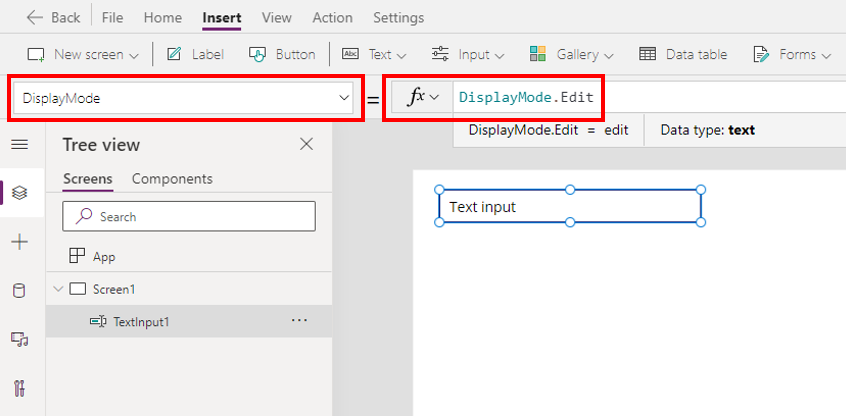 Back File Home Insert View Action Settings
New screen Label Button Abc Text Input Gallery Data table Forms
DisplayMode = fx DisplayMode.Edit
DisplayMode.Edit = edit Data type: text
Tree view
Screens Components
Search
App
Screen1
TextInput1 ...
Text input